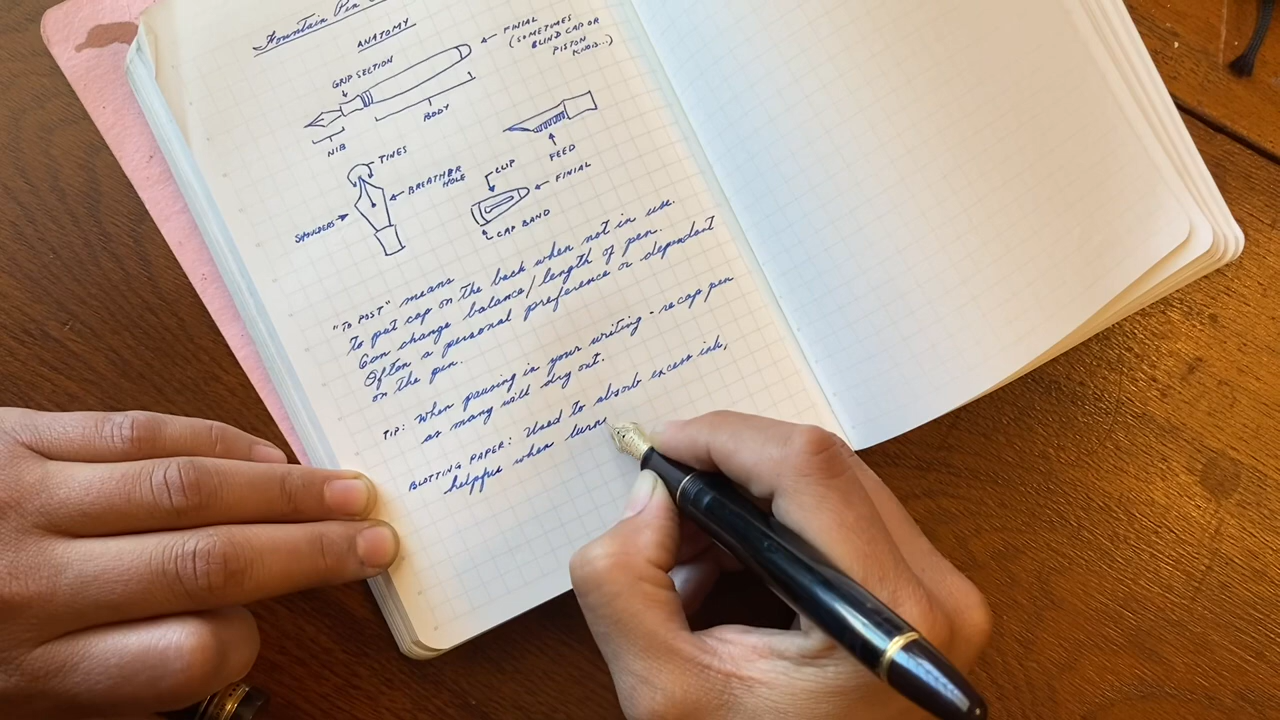 Fountain Pen
ANATOMY
FINIAL
(SOMETIMES
BLIND CAP OR
PISTON
KNOB...)
GRIP SECTION
BODY
NIB
FEED
TINES
BREATHER
HOLE
SHOULDERS
CLIP
FINIAL
CAP BAND
"TO POST" means
to put cap on the back when not in use.
Can change balance/length of pen.
Often a personal preference or dependant
on the pen.
TIP: When pausing in your writing - recap pen
as many will dry out.
BLOTTING PAPER: Used to absorb excess ink,
helpful when turn